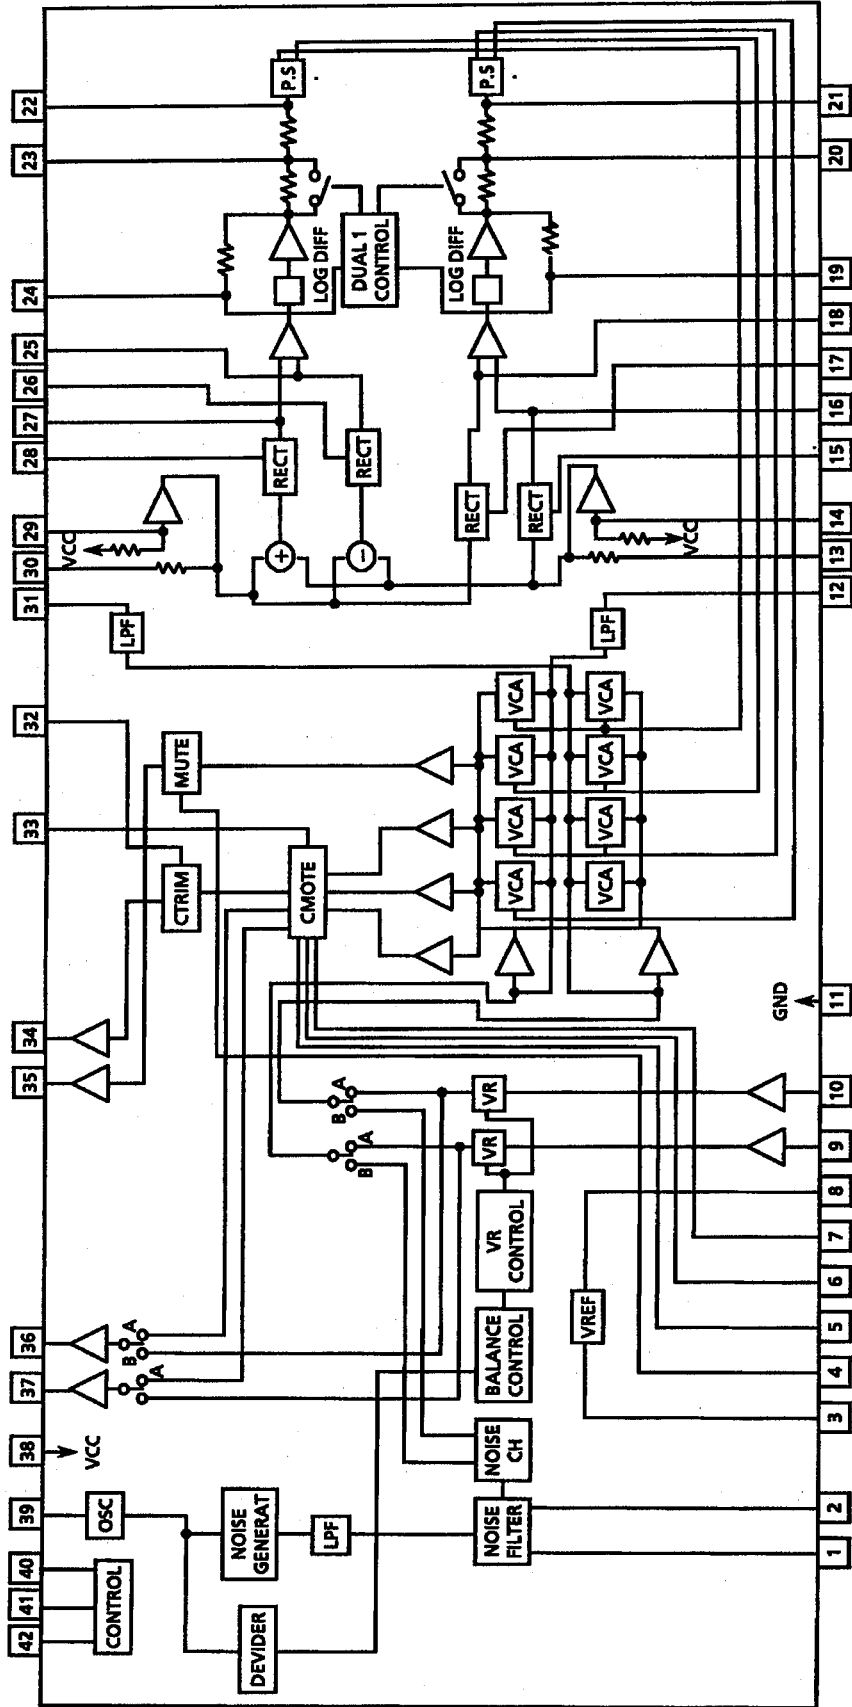 42
41
40
39
38
37
36
35
34
33
32
31
30
29
28
27
26
25
24
23
22
CONTROL
OSC
VCC
DEVIDER
NOISE
GENERAT
LPF
NOISE
FILTER
NOISE
CH
BALANCE
CONTROL
VR
CONTROL
VREF
A
B
A
A
B
A
B
VR
VR
CTRIM
MUTE
CMOTE
LPF
VCC
VCA
VCA
VCA
VCA
VCA
VCA
VCA
VCA
LPF
GND
VCC
+
−
RECT
RECT
RECT
RECT
LOG DIFF
DUAL 1
CONTROL
LOG DIFF
P.S
P.S
1
2
3
4
5
6
7
8
9
10
11
12
13
14
15
16
17
18
19
20
21